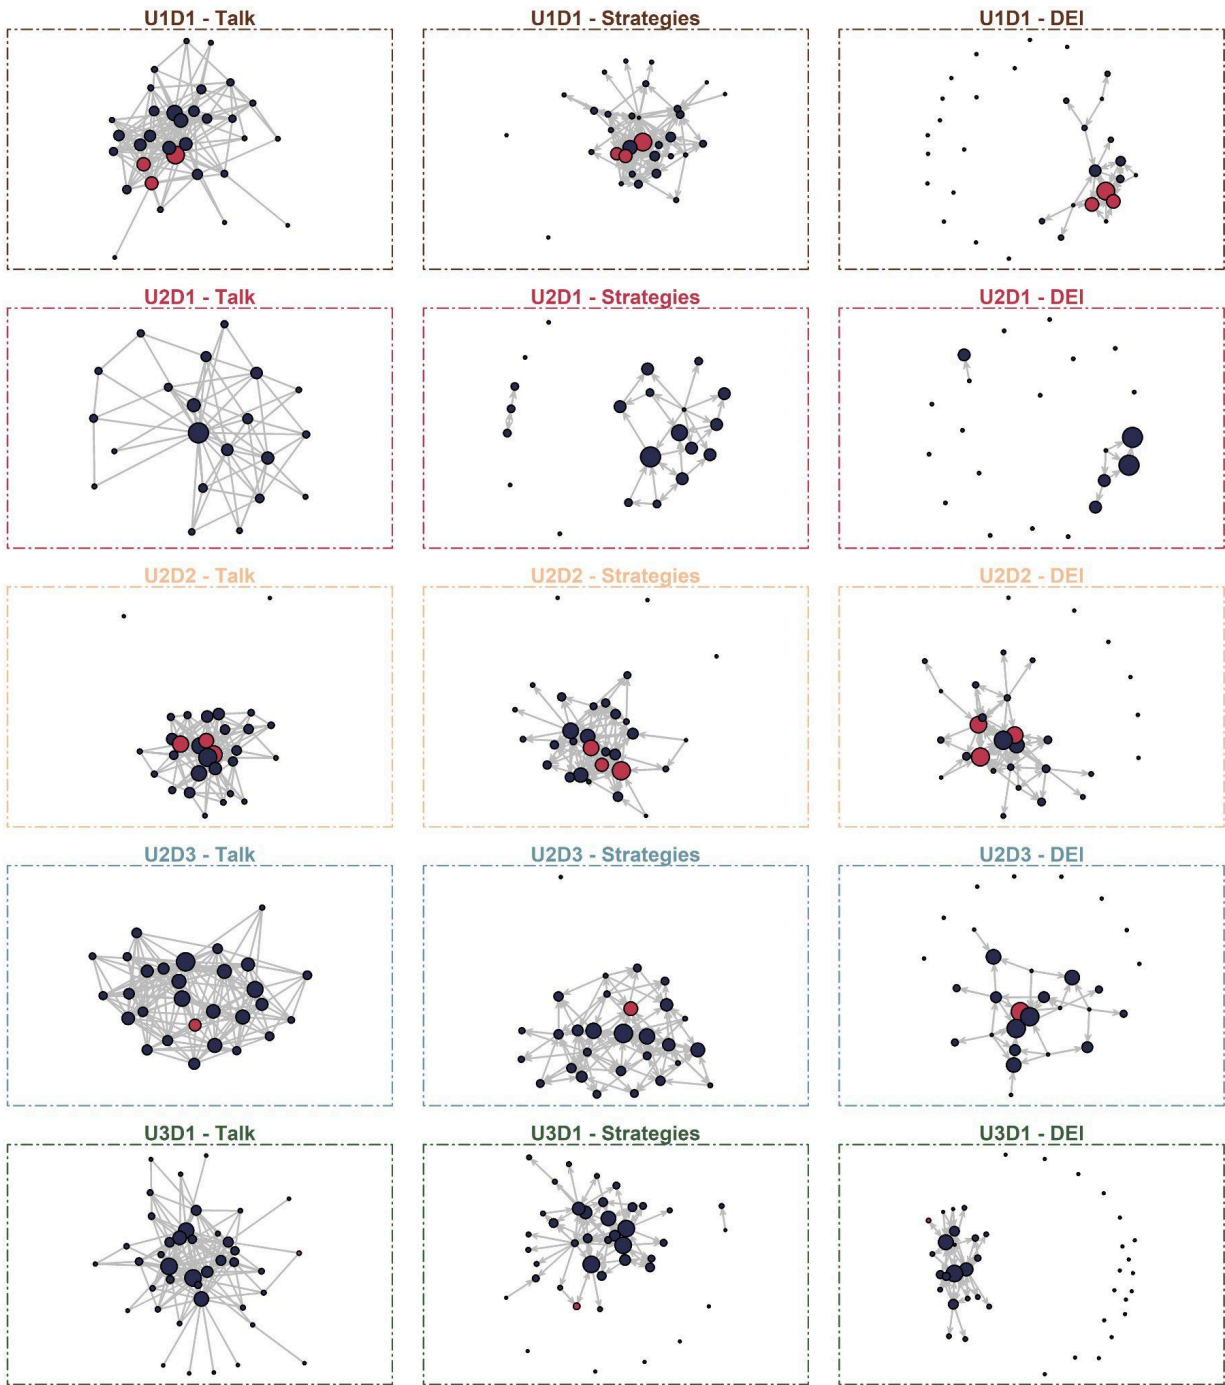 U1D1 - Talk
U1D1 - Strategies
U1D1 - DEI
U2D1 - Talk
U2D1 - Strategies
U2D1 - DEI
U2D2 - Talk
U2D2 - Strategies
U2D2 - DEI
U2D3 - Talk
U2D3 - Strategies
U2D3 - DEI
U3D1 - Talk
U3D1 - Strategies
U3D1 - DEI